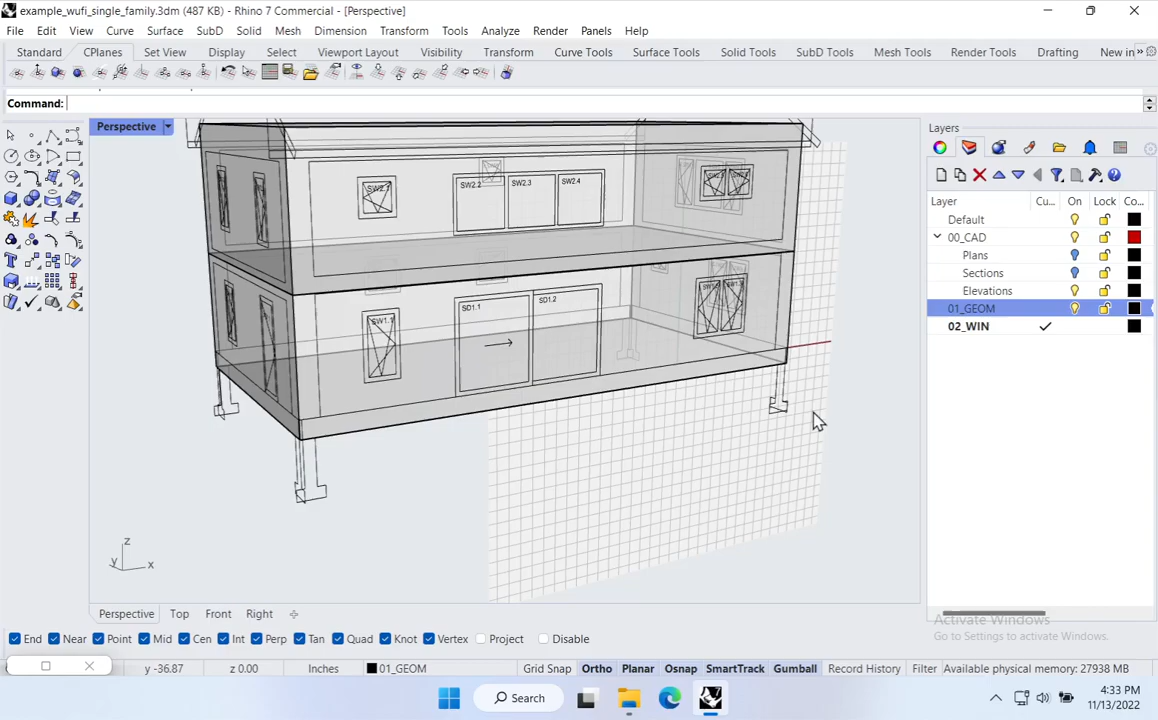 example_wufi_single_family.3dm (487 KB) - Rhino 7 Commercial - [Perspective]
File Edit View Curve Surface SubD Solid Mesh Dimension Transform Tools Analyze Render Panels Help
Standard CPlanes Set View Display Select Viewport Layout Visibility Transform Curve Tools Surface Tools Solid Tools SubD Tools Mesh Tools Render Tools Drafting New in »
Command:
Perspective
Layers
Layer Cu... On Lock Co...
Default
00_CAD
Plans
Sections
Elevations
01_GEOM
02_WIN
SW2.2 SW2.3 SW2.4
SW1.1 SD1.1 SD1.2
z
y x
Perspective Top Front Right
End Near Point Mid Cen Int Perp Tan Quad Knot Vertex Project Disable
Activate Windows
Go to Settings to activate Windows.
y -36.87 z 0.00 Inches 01_GEOM Grid Snap Ortho Planar Osnap SmartTrack Gumball Record History Filter Available physical memory: 27938 MB
Search
4:33 PM
11/13/2022